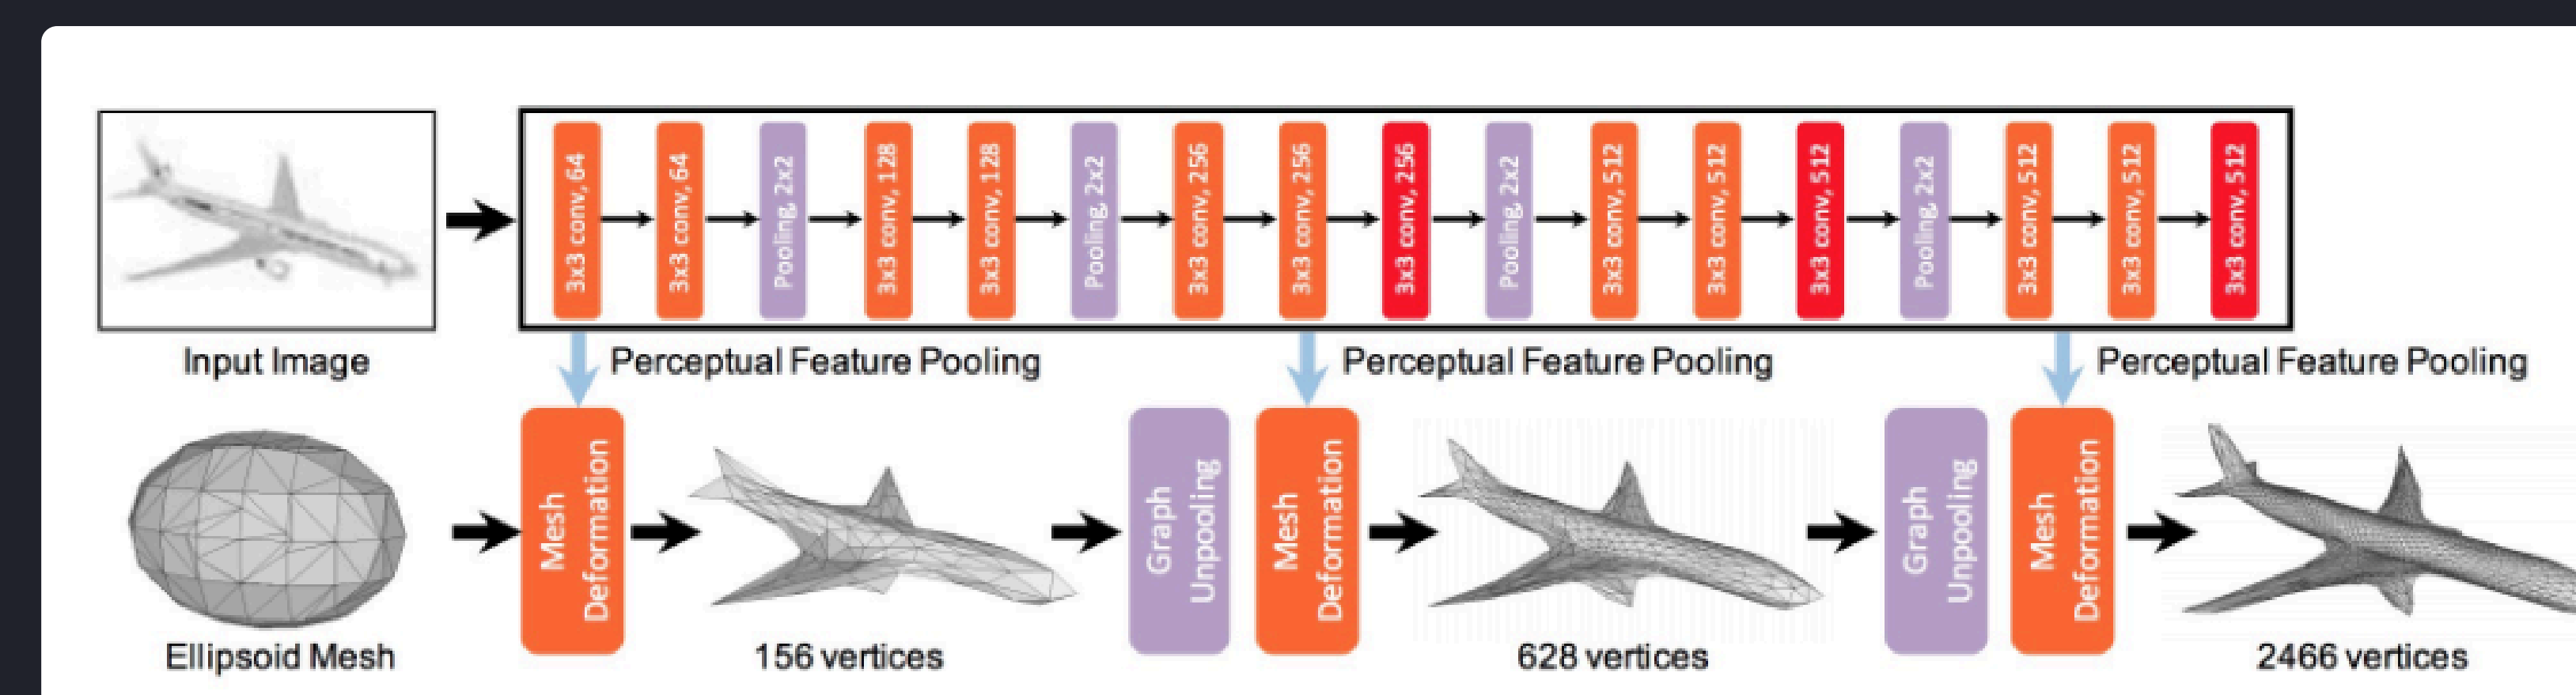 3x3 conv, 64
3x3 conv, 64
Pooling, 2x2
3x3 conv, 128
3x3 conv, 128
Pooling, 2x2
3x3 conv, 256
3x3 conv, 256
3x3 conv, 256
Pooling, 2x2
3x3 conv, 512
3x3 conv, 512
3x3 conv, 512
Pooling, 2x2
3x3 conv, 512
3x3 conv, 512
3x3 conv, 512
Input Image
Perceptual Feature Pooling
Perceptual Feature Pooling
Perceptual Feature Pooling
Mesh
Deformation
Graph
Unpooling
Mesh
Deformation
Graph
Unpooling
Mesh
Deformation
Ellipsoid Mesh
156 vertices
628 vertices
2466 vertices